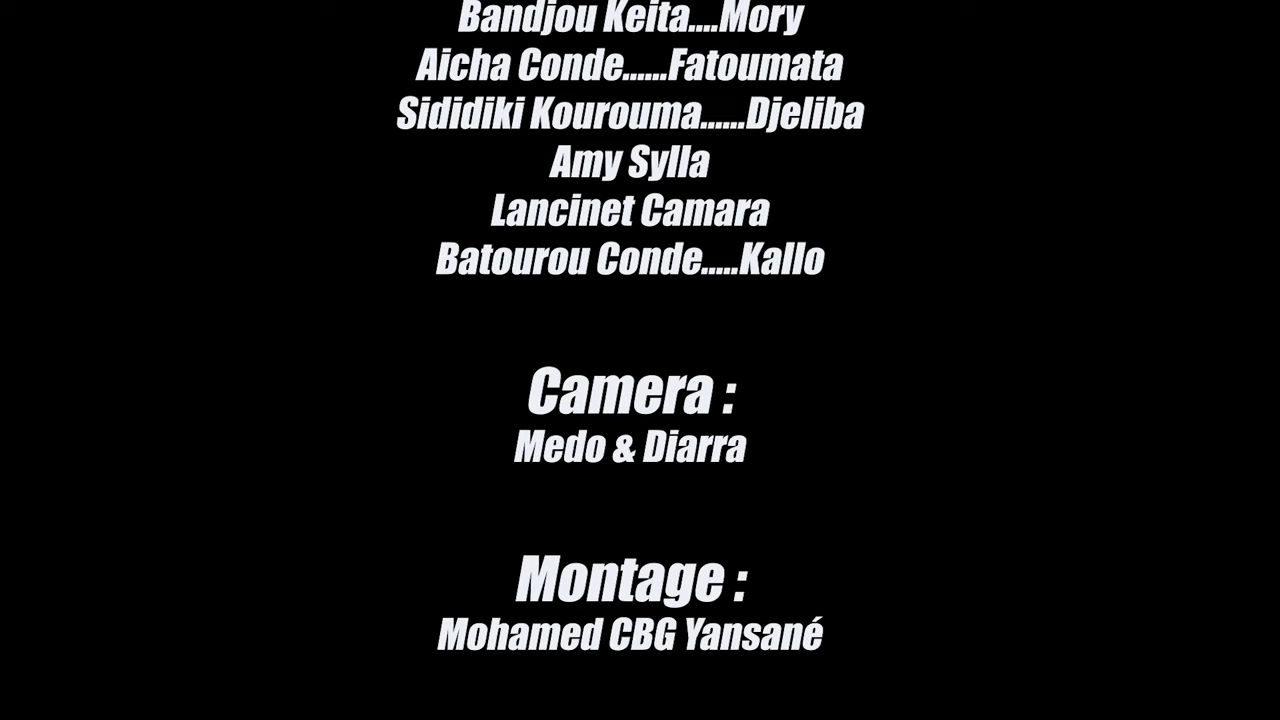 Bandjou Keita....Mory
Aicha Conde......Fatoumata
Sididiki Kourouma......Djeliba
Amy Sylla
Lancinet Camara
Batourou Conde.....Kallo
Camera :
Medo & Diarra
Montage :
Mohamed CBG Yansané